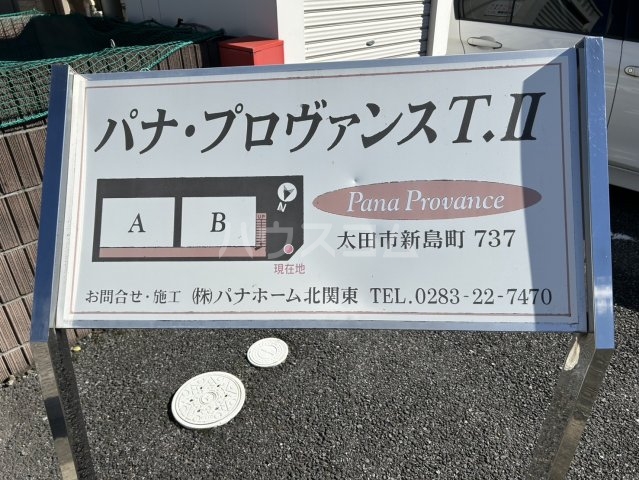 パナ・プロヴァンスT.II
A
B
UP
N
現在地
Pana Provance
太田市新島町 737
お問合せ・施工 ㈱パナホーム北関東 TEL.0283-22-7470